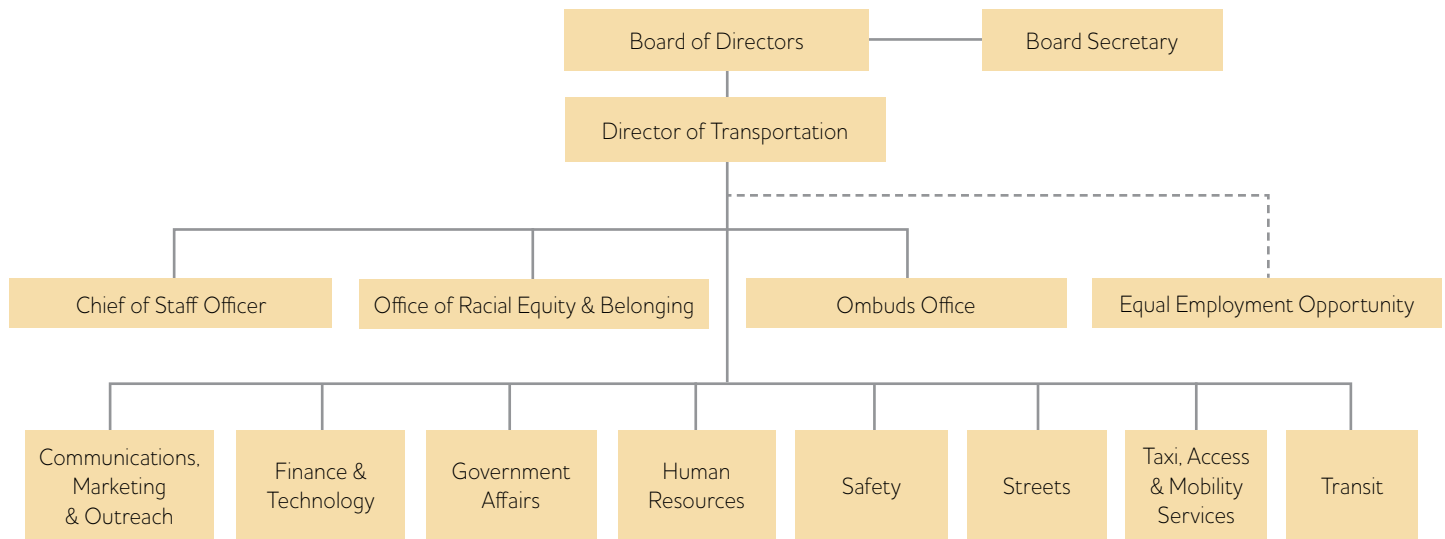 Board of Directors
Board Secretary
Director of Transportation
Chief of Staff Officer
Office of Racial Equity & Belonging
Ombuds Office
Equal Employment Opportunity
Communications,
Marketing
& Outreach
Finance &
Technology
Government
Affairs
Human
Resources
Safety
Streets
Taxi, Access
& Mobility
Services
Transit